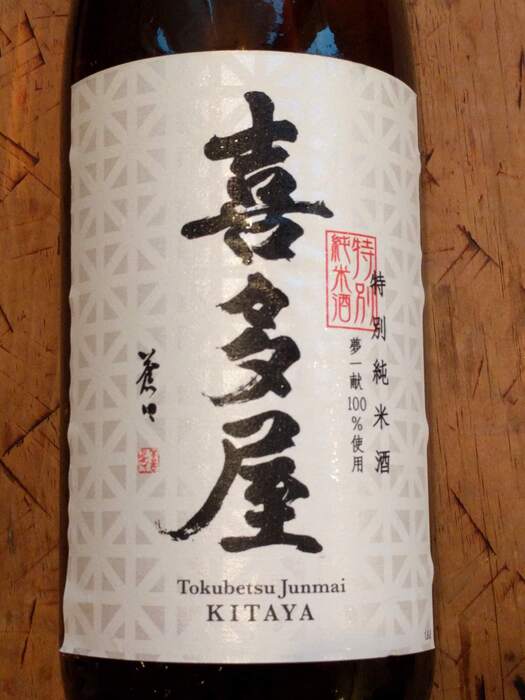 喜多屋
特別
純米酒
特別純米酒
夢一献100%使用
Tokubetsu Junmai
KITAYA